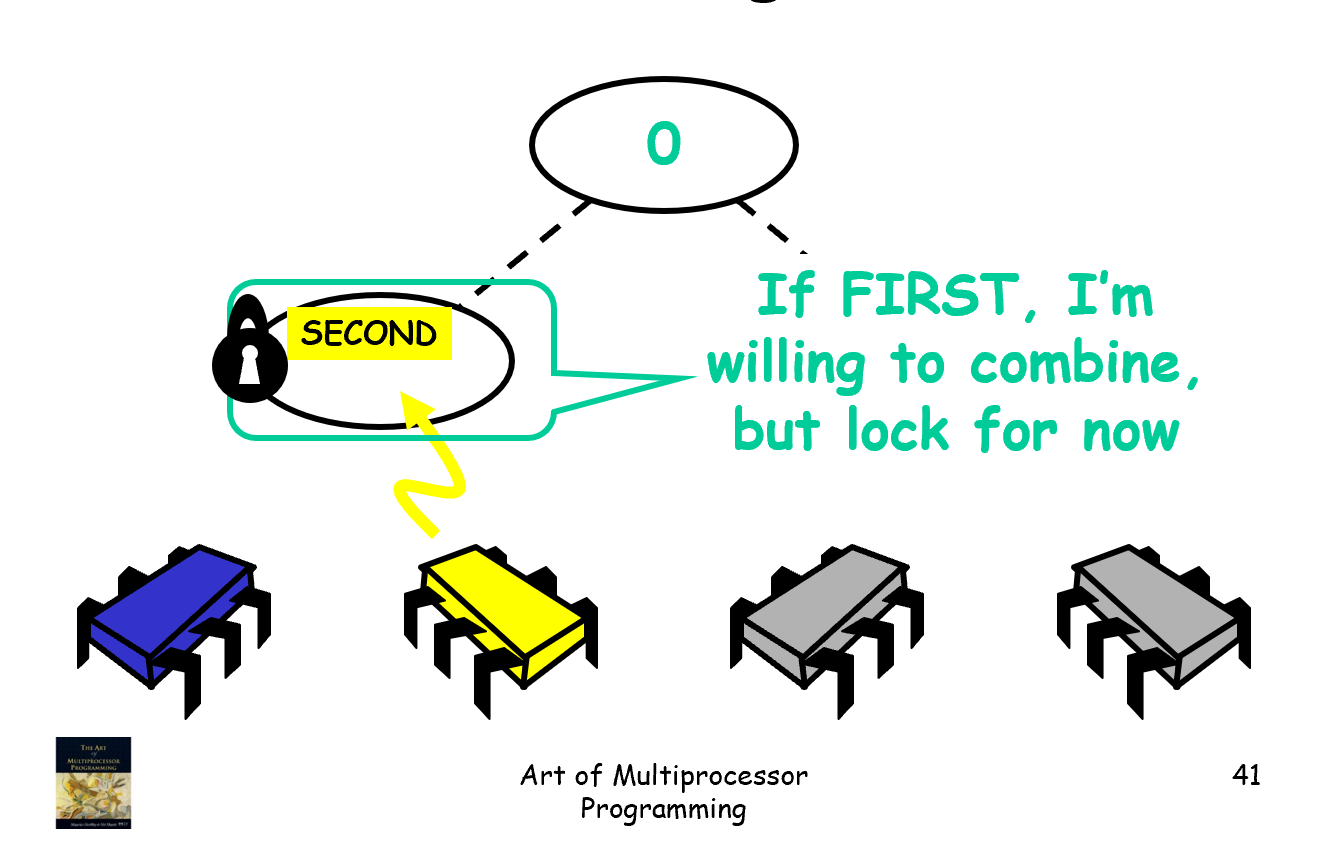 0
SECOND
If FIRST, I'm
willing to combine,
but lock for now
THE ART
of
MULTIPROCESSOR
PROGRAMMING
Art of Multiprocessor
Programming
41